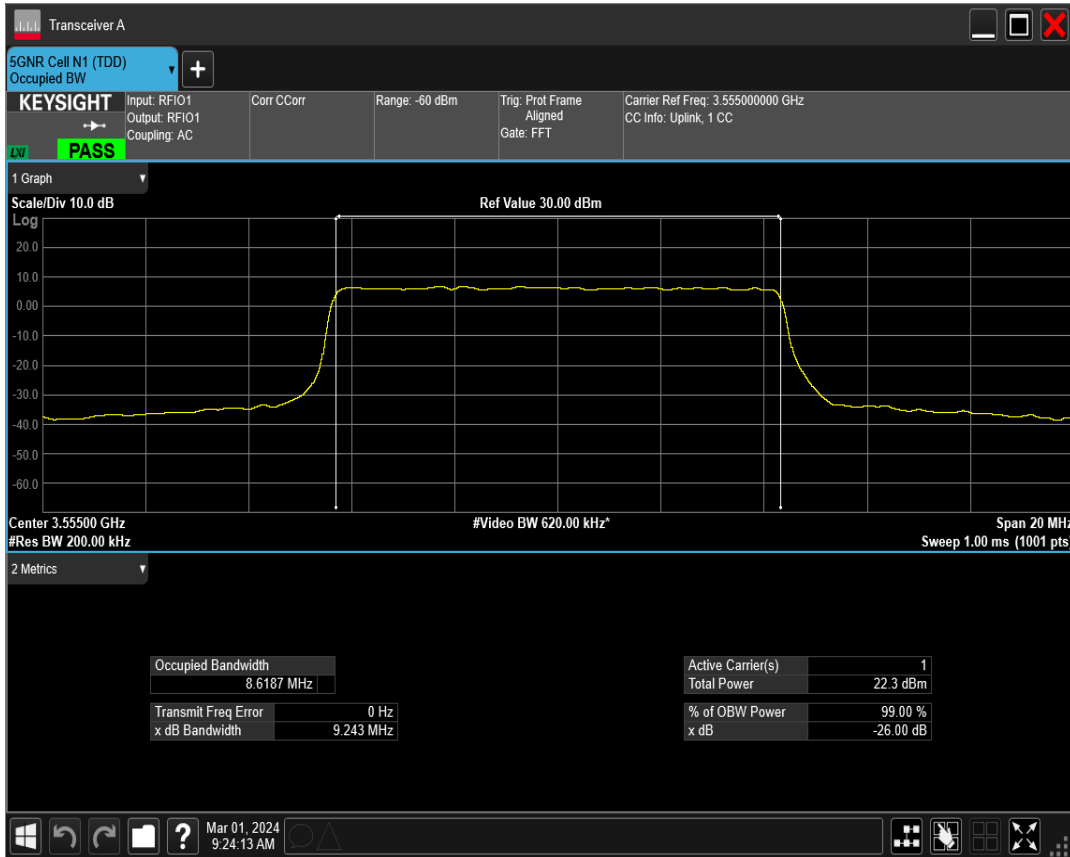 Transceiver A
5GNR Cell N1 (TDD)
Occupied BW
+
KEYSIGHT
LXI
PASS
Input: RFIO1
Output: RFIO1
Coupling: AC
Corr CCorr
Range: -60 dBm
Trig: Prot Frame
Aligned
Gate: FFT
Carrier Ref Freq: 3.555000000 GHz
CC Info: Uplink, 1 CC
1 Graph
Scale/Div 10.0 dB
Ref Value 30.00 dBm
Log
20.0
10.0
0.00
-10.0
-20.0
-30.0
-40.0
-50.0
-60.0
Center 3.55500 GHz
#Video BW 620.00 kHz*
Span 20 MHz
#Res BW 200.00 kHz
Sweep 1.00 ms (1001 pts)
2 Metrics
Occupied Bandwidth
8.6187 MHz
Transmit Freq Error 0 Hz
x dB Bandwidth 9.243 MHz
Active Carrier(s) 1
Total Power 22.3 dBm
% of OBW Power 99.00 %
x dB -26.00 dB
?
Mar 01, 2024
9:24:13 AM